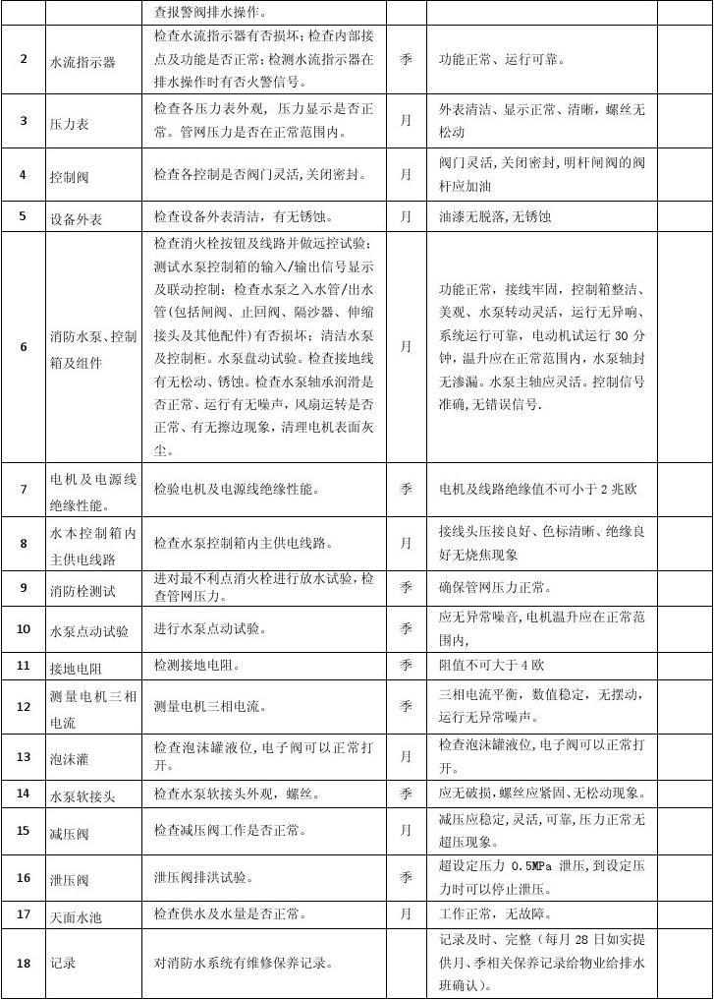 查报警阀排水操作。
2
水流指示器
检查水流指示器有否损坏；检查内部接
点及功能是否正常；检测水流指示器在
排水操作时有否火警信号。
季
功能正常、运行可靠。
3
压力表
检查各压力表外观，压力显示是否正
常。管网压力是否在正常范围内。
月
外表清洁、显示正常、清晰，螺丝无
松动
4
控制阀
检查各控制是否阀门灵活,关闭密封。
月
阀门灵活,关闭密封,明杆闸阀的阀
杆应加油
5
设备外表
检查设备外表清洁，有无锈蚀。
月
油漆无脱落,无锈蚀
6
消防水泵、控制
箱及组件
检查消火栓按钮及线路并做远控试验；
测试水泵控制箱的输入/输出信号显示
及联动控制；检查水泵之入水管/出水
管(包括闸阀、止回阀、隔沙器、伸缩
接头及其他配件)有否损坏；清洁水泵
及控制柜。水泵盘动试验。检查接地线
有无松动、锈蚀。检查水泵轴承润滑是
否正常、运行有无噪声，风扇运转是否
正常、有无擦边现象，清理电机表面灰
尘。
月
功能正常，接线牢固，控制箱整洁、
美观、水泵转动灵活，运行无异响、
系统运行可靠，电动机试运行 30 分
钟，温升应在正常范围内，水泵轴封
无渗漏。水泵主轴应灵活。控制信号
准确,无错误信号.
7
电机及电源线
绝缘性能。
检验电机及电源线绝缘性能。
季
电机及线路绝缘值不可小于 2 兆欧
8
水本控制箱内
主供电线路
检查水泵控制箱内主供电线路。
月
接线头压接良好、色标清晰、绝缘良
好无烧焦现象
9
消防栓测试
进对最不利点消火栓进行放水试验,检
查管网压力。
季
确保管网压力正常。
10
水泵点动试验
进行水泵点动试验。
季
应无异常噪音,电机温升应在正常范
围内,
11
接地电阻
检测接地电阻。
季
阻值不可大于 4 欧
12
测量电机三相
电流
测量电机三相电流。
季
三相电流平衡，数值稳定，无摆动，
运行无异常噪声。
13
泡沫灌
检查泡沫罐液位,电子阀可以正常打
开。
月
检查泡沫罐液位,电子阀可以正常打
开。
14
水泵软接头
检查水泵软接头外观，螺丝。
季
应无破损,螺丝应紧固、无松动现象。
15
减压阀
检查减压阀工作是否正常。
月
减压应稳定,灵活,可靠,压力正常无
超压现象。
16
泄压阀
泄压阀排洪试验。
季
超设定压力 0.5MPa 泄压,到设定压
力时可以停止泄压。
17
天面水池
检查供水及水量是否正常。
月
工作正常，无故障。
18
记录
对消防水系统有维修保养记录。
记录及时、完整（每月 28 日如实提
供月、季相关保养记录给物业给排水
班确认）。